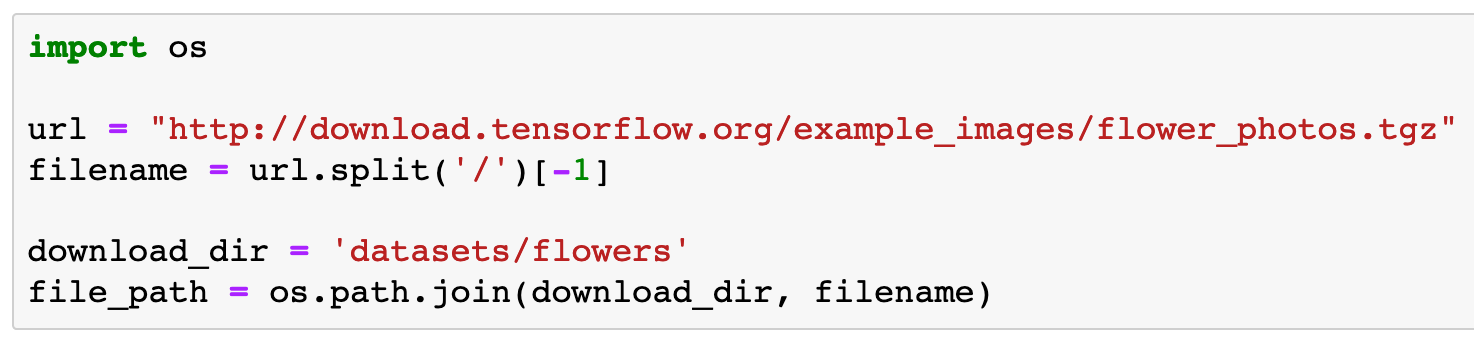 import os
url = "http://download.tensorflow.org/example_images/flower_photos.tgz"
filename = url.split('/')[-1]
download_dir = 'datasets/flowers'
file_path = os.path.join(download_dir, filename)